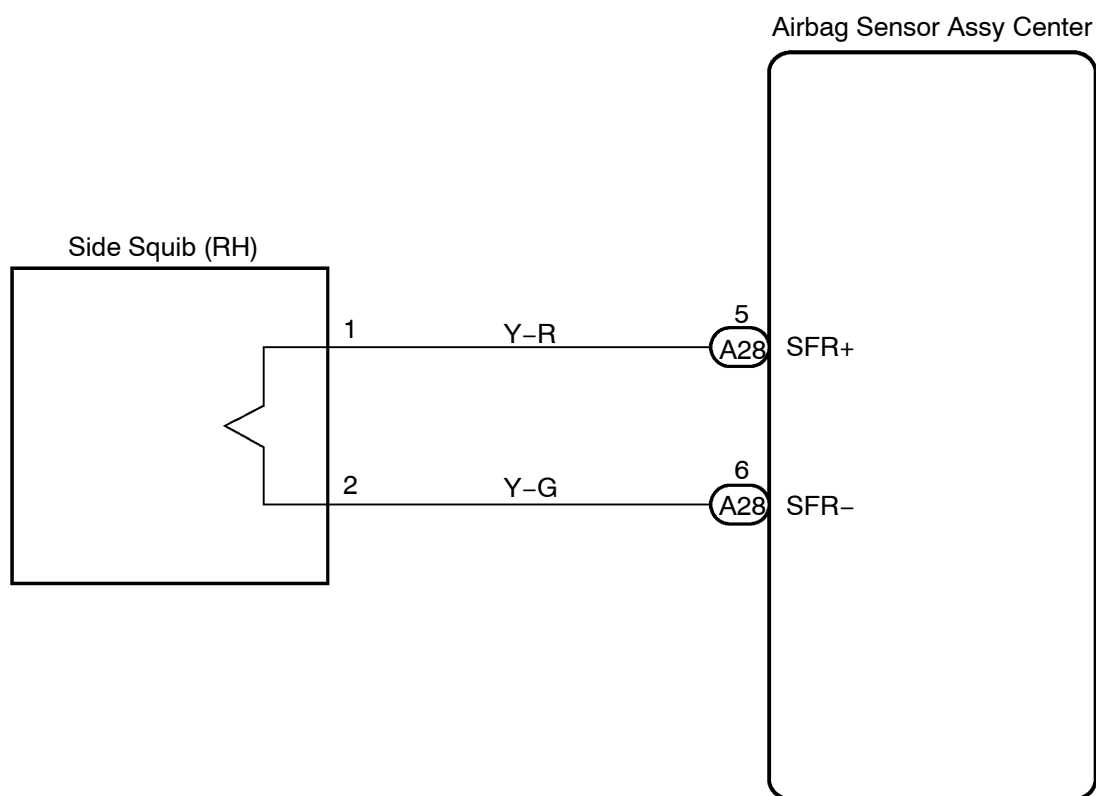 Airbag Sensor Assy Center
Side Squib (RH)
1
Y−R
5
A28
SFR+
2
Y−G
6
A28
SFR−